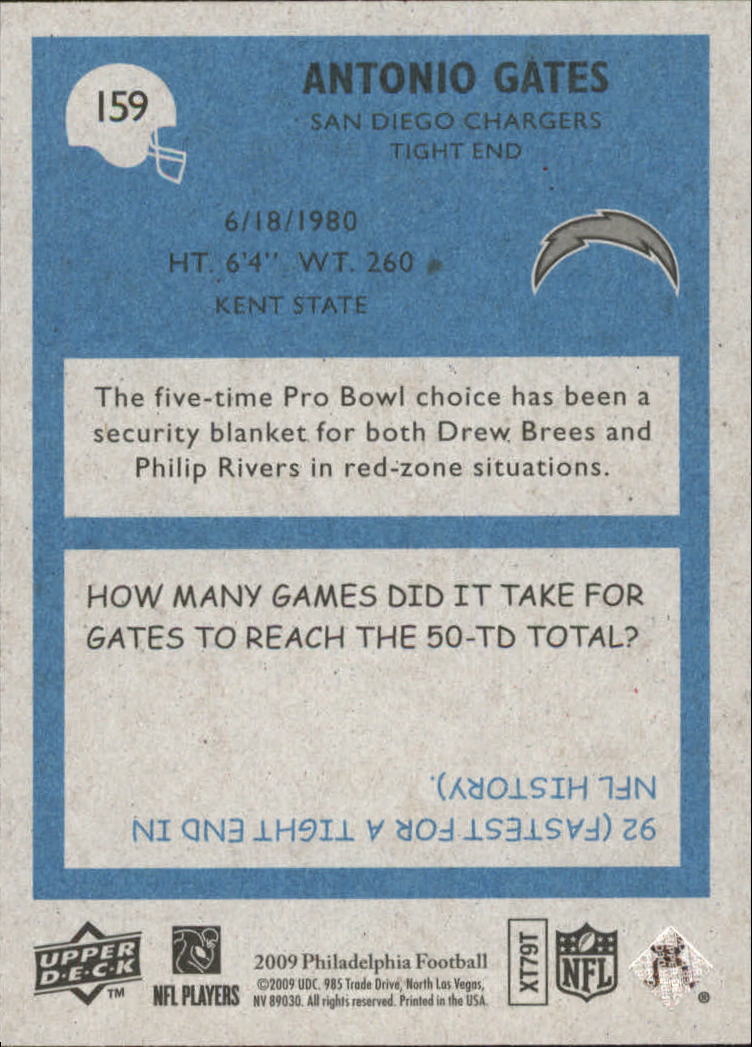 159
ANTONIO GATES
SAN DIEGO CHARGERS
TIGHT END
6/18/1980
HT. 6'4" WT. 260
KENT STATE
The five-time Pro Bowl choice has been a
security blanket for both Drew Brees and
Philip Rivers in red-zone situations.
HOW MANY GAMES DID IT TAKE FOR
GATES TO REACH THE 50-TD TOTAL?
92 (FASTEST FOR A TIGHT END IN
NFL HISTORY).
UPPER
D·E·C·K
TM
NFL PLAYERS
2009 Philadelphia Football
©2009 UDC. 985 Trade Drive, North Las Vegas,
NV 89030. All rights reserved. Printed in the USA.
XT79T
NFL
®